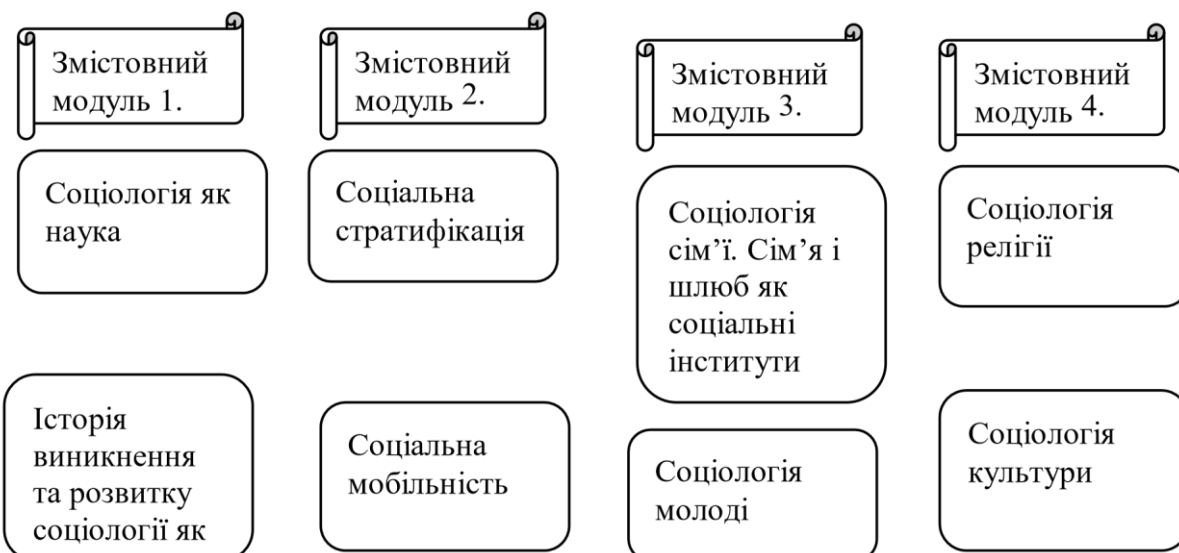 Змістовний
модуль 1.
Змістовний
модуль 2.
Змістовний
модуль 3.
Змістовний
модуль 4.
Соціологія як
наука
Соціальна
стратифікація
Соціологія
сім’ї. Сім’я і
шлюб як
соціальні
інститути
Соціологія
релігії
Історія
виникнення
та розвитку
соціології як
Соціальна
мобільність
Соціологія
молоді
Соціологія
культури